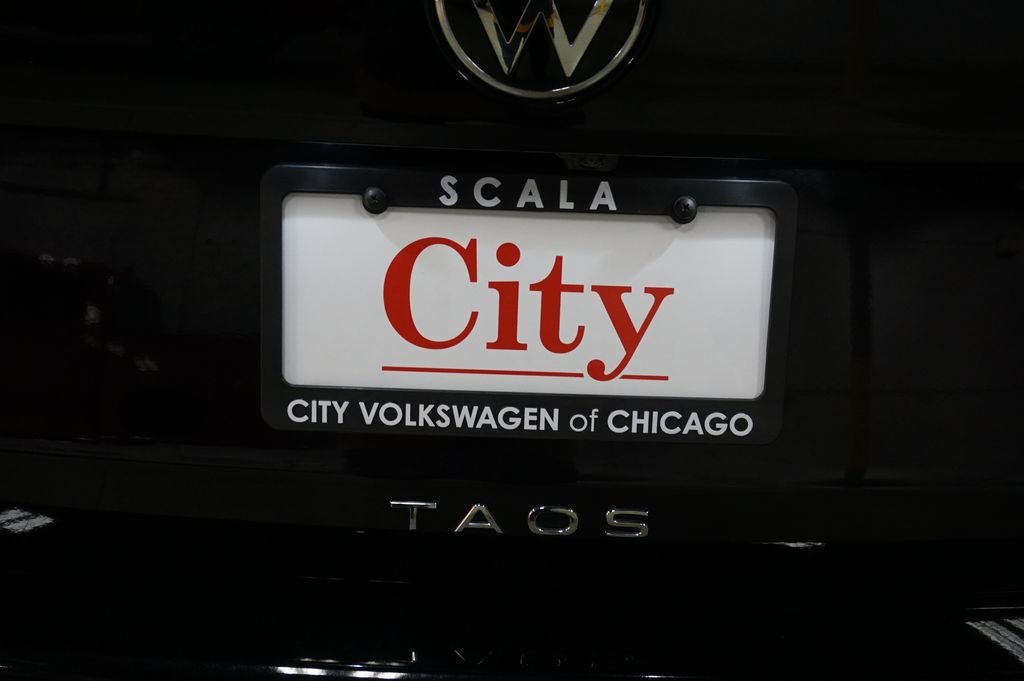 SCALA
City
CITY VOLKSWAGEN of CHICAGO
TAOS